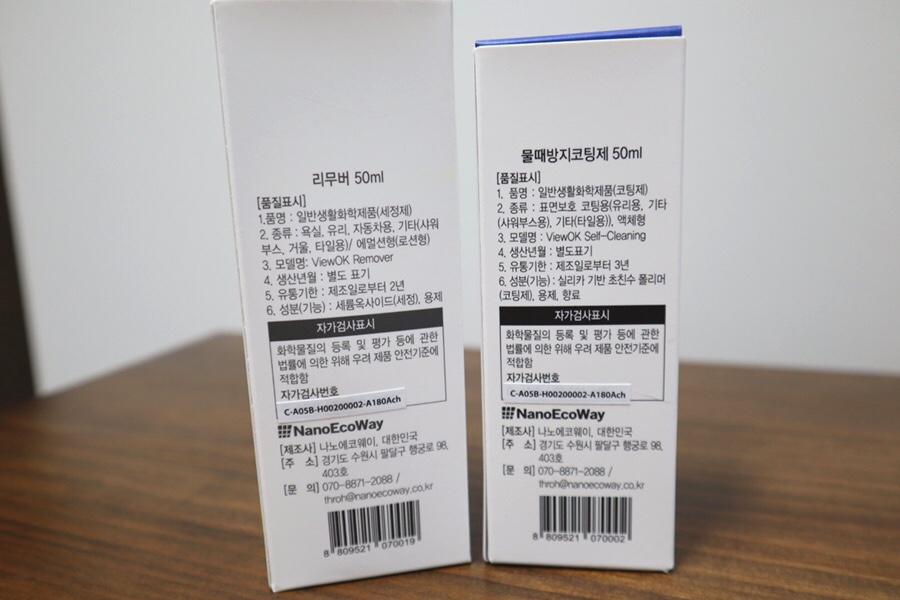 리무버 50ml
[품질표시]
1.품명 : 일반생활화학제품(세정제)
2. 종류 : 욕실, 유리, 자동차용, 기타(샤워
부스, 거울, 타일용)/ 에멀션형(로션형)
3. 모델명: ViewOK Remover
4. 생산년월 : 별도 표기
5. 유통기한 : 제조일로부터 2년
6. 성분(기능) : 세륨옥사이드(세정), 용제
자가검사표시
화학물질의 등록 및 평가 등에 관한
법률에 의한 위해 우려 제품 안전기준에
적합함
자가검사번호
C-A05B-H00200002-A180Ach
NanoEcoWay
[제조사] 나노에코웨이, 대한민국
[주 소] 경기도 수원시 팔달구 행궁로 98,
403호
[문 의] 070-8871-2088 /
throh@nanoecoway.co.kr
8 809521 070019
물때방지코팅제 50ml
[품질표시]
1. 품명 : 일반생활화학제품(코팅제)
2. 종류 : 표면보호 코팅용(유리용, 기타
(샤워부스용), 기타(타일용)), 액체형
3. 모델명 : ViewOK Self-Cleaning
4. 생산년월 : 별도표기
5. 유통기한 : 제조일로부터 3년
6. 성분(기능) : 실리카 기반 초친수 폴리머
(코팅제), 용제, 향료
자가검사표시
화학물질의 등록 및 평가 등에 관한
법률에 의한 위해 우려 제품 안전기준에
적합함
자가검사번호
C-A05B-H00200002-A180Ach
NanoEcoWay
[제조사] 나노에코웨이, 대한민국
[주 소] 경기도 수원시 팔달구 행궁로 98,
403호
[문 의] 070-8871-2088 /
throh@nanoecoway.co.kr
8 809521 070002